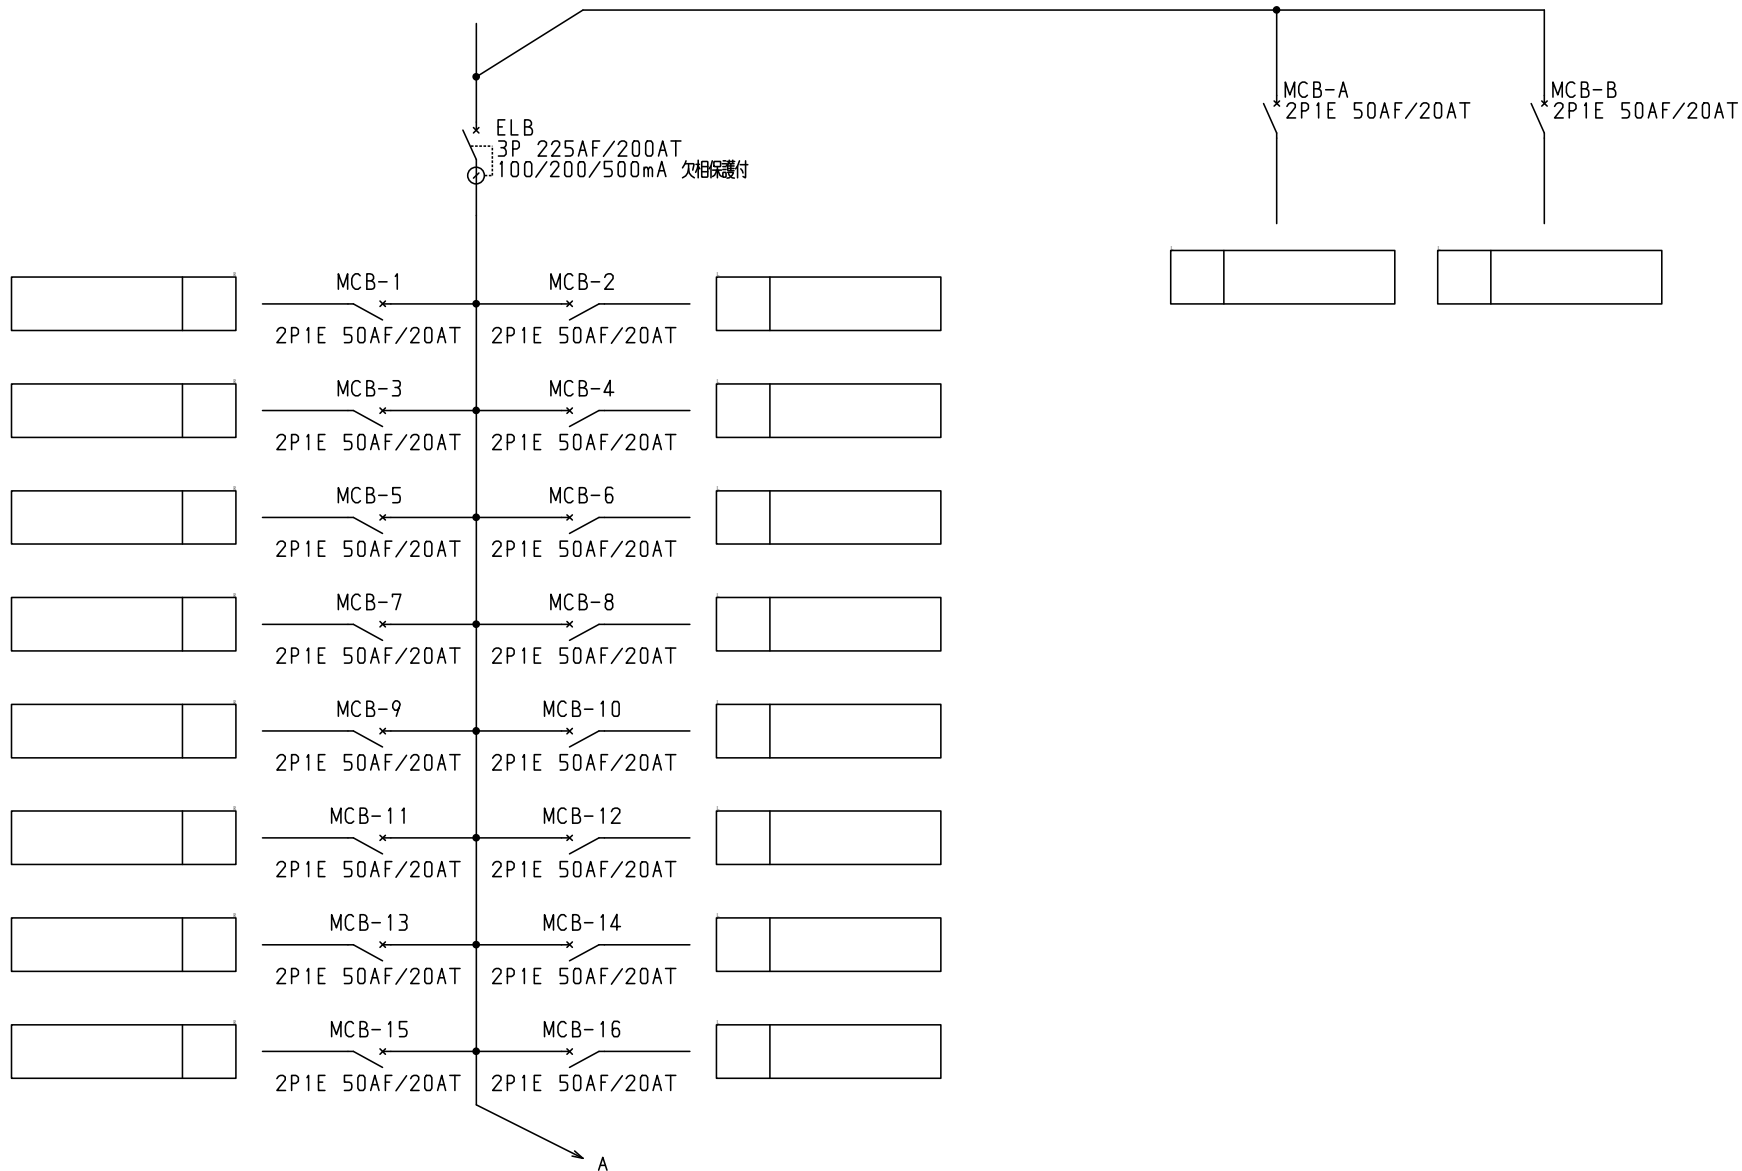 MCB-A
2P1E 50AF/20AT
MCB-B
2P1E 50AF/20AT
ELB
3P 225AF/200AT
100/200/500mA 欠相保護付
MCB-1
2P1E 50AF/20AT
MCB-2
2P1E 50AF/20AT
MCB-3
2P1E 50AF/20AT
MCB-4
2P1E 50AF/20AT
MCB-5
2P1E 50AF/20AT
MCB-6
2P1E 50AF/20AT
MCB-7
2P1E 50AF/20AT
MCB-8
2P1E 50AF/20AT
MCB-9
2P1E 50AF/20AT
MCB-10
2P1E 50AF/20AT
MCB-11
2P1E 50AF/20AT
MCB-12
2P1E 50AF/20AT
MCB-13
2P1E 50AF/20AT
MCB-14
2P1E 50AF/20AT
MCB-15
2P1E 50AF/20AT
MCB-16
2P1E 50AF/20AT
A